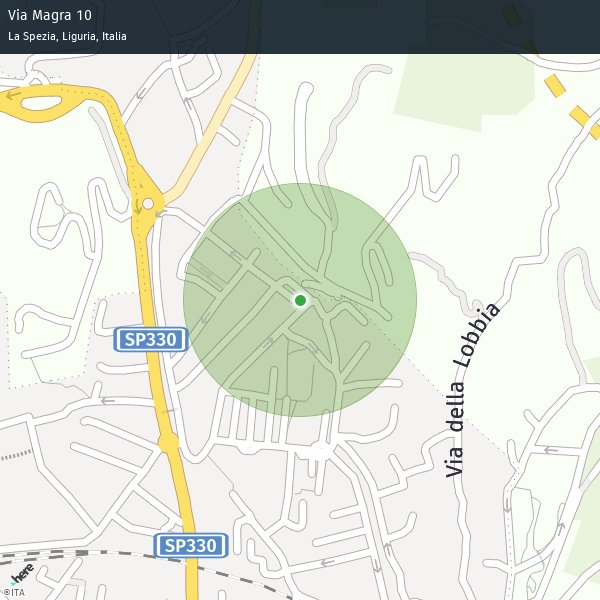 Via Magra 10
La Spezia, Liguria, Italia
SP330
Via della Lobbia
SP330
here
©ITA